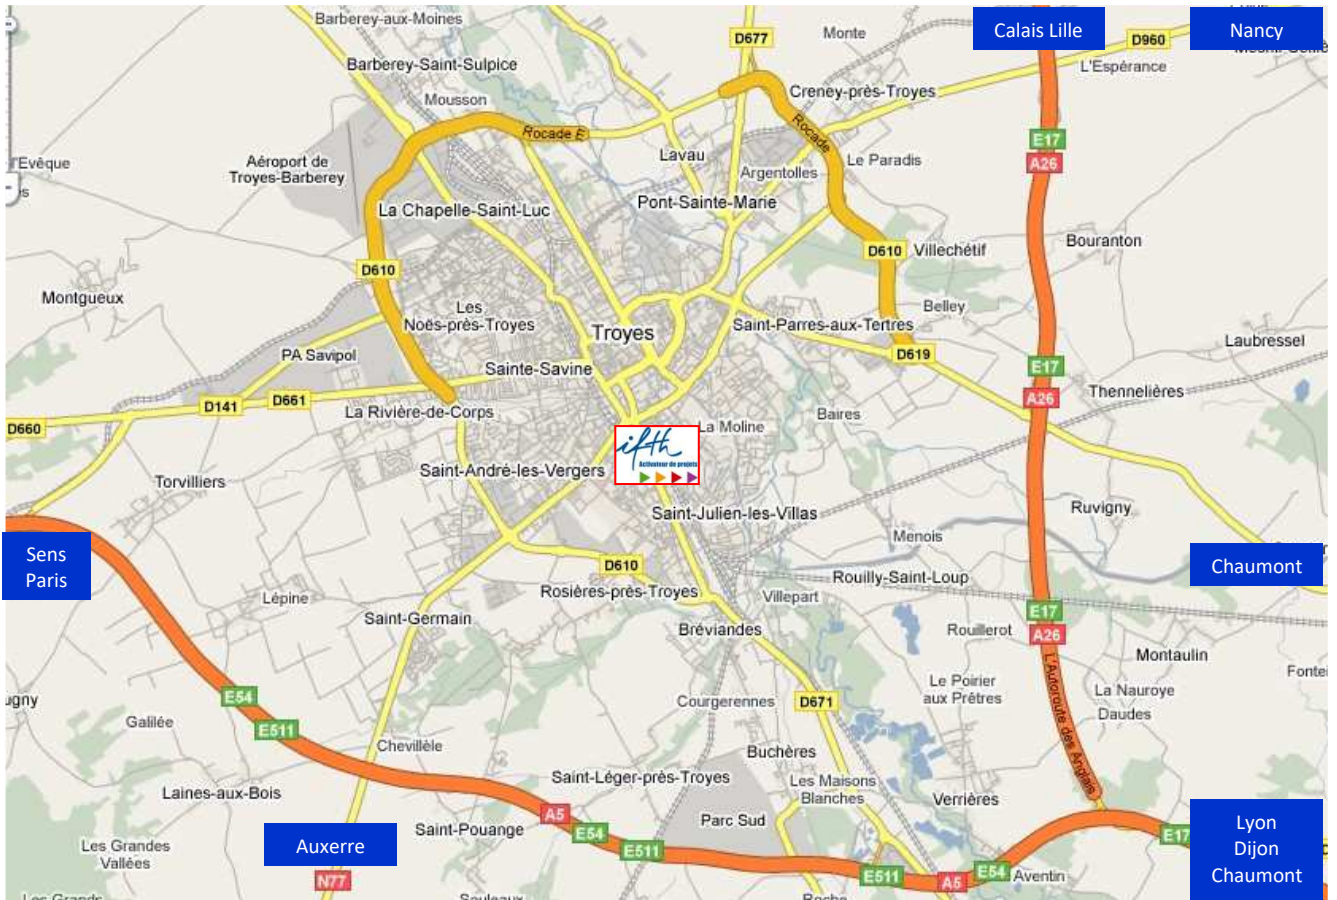 Barberey-aux-Moines
D677
Monte
Calais Lille
D960
Nancy
L'Espérance
Barberey-Saint-Sulpice
Mousson
Creney-près-Troyes
Rocade E
Rocade
E17
A26
l'Evêque
Aéroport de
Troyes-Barberey
Lavau
Argentolles
Le Paradis
La Chapelle-Saint-Luc
Pont-Sainte-Marie
D610
Villechétif
Bouranton
D610
Montgueux
Les
Noës-près-Troyes
Belley
Troyes
Saint-Parres-aux-Tertres
Laubressel
PA Savipol
D619
Sainte-Savine
E17
A26
Thennelières
D141
D661
La Rivière-de-Corps
Baires
D660
La Moline
ifth
Activateur de projets
Saint-André-les-Vergers
Torvilliers
Saint-Julien-les-Villas
Ruvigny
Menois
Sens
Paris
D610
Chaumont
Rouilly-Saint-Loup
Rosières-près-Troyes
Villepart
Lépine
Saint-Germain
E17
A26
Bréviandes
Rouillerot
Montaulin
L'Autoroute des Anglais
Le Poirier
aux Prêtres
La Nauroye
Daudes
E54
E511
Courgerennes
D671
Galilée
Chevillèle
Buchères
Saint-Léger-près-Troyes
Les Maisons
Blanches
Verrières
Laines-aux-Bois
A5
E54
E511
Saint-Pouange
Parc Sud
Lyon
Dijon
Chaumont
E17
Les Grandes
Vallées
Auxerre
N77
E511
A5
E54
Aventin